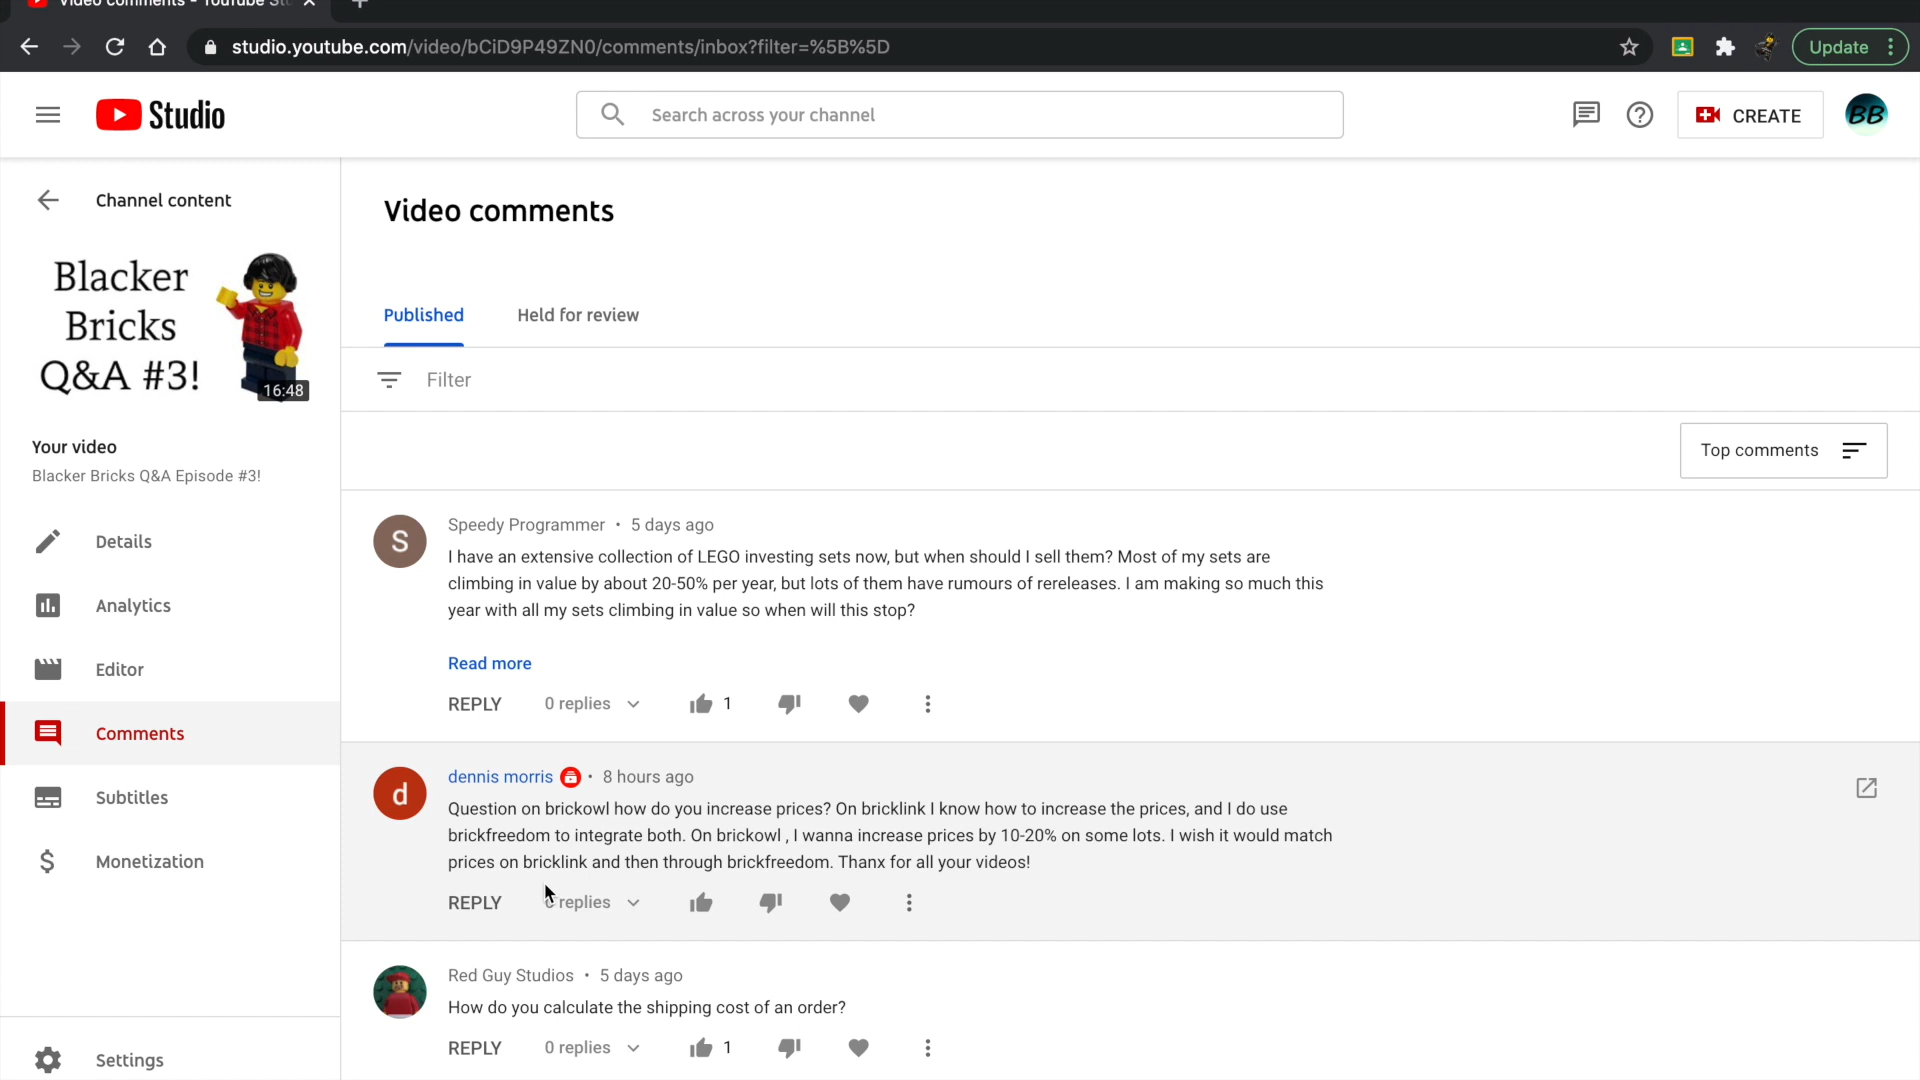 Video comments - YouTube St
studio.youtube.com/video/bCiD9P49ZN0/comments/inbox?filter=%5B%5D
Update
Studio
Search across your channel
CREATE
BB
Channel content
Blacker
Bricks
Q&A #3!
16:48
Your video
Blacker Bricks Q&A Episode #3!
Details
Analytics
Editor
Comments
Subtitles
Monetization
Settings
Video comments
Published
Held for review
Filter
Top comments
S
Speedy Programmer • 5 days ago
I have an extensive collection of LEGO investing sets now, but when should I sell them? Most of my sets are
climbing in value by about 20-50% per year, but lots of them have rumours of rereleases. I am making so much this
year with all my sets climbing in value so when will this stop?
Read more
REPLY 0 replies 1
d
dennis morris • 8 hours ago
Question on brickowl how do you increase prices? On bricklink I know how to increase the prices, and I do use
brickfreedom to integrate both. On brickowl , I wanna increase prices by 10-20% on some lots. I wish it would match
prices on bricklink and then through brickfreedom. Thanx for all your videos!
REPLY replies
Red Guy Studios • 5 days ago
How do you calculate the shipping cost of an order?
REPLY 0 replies 1